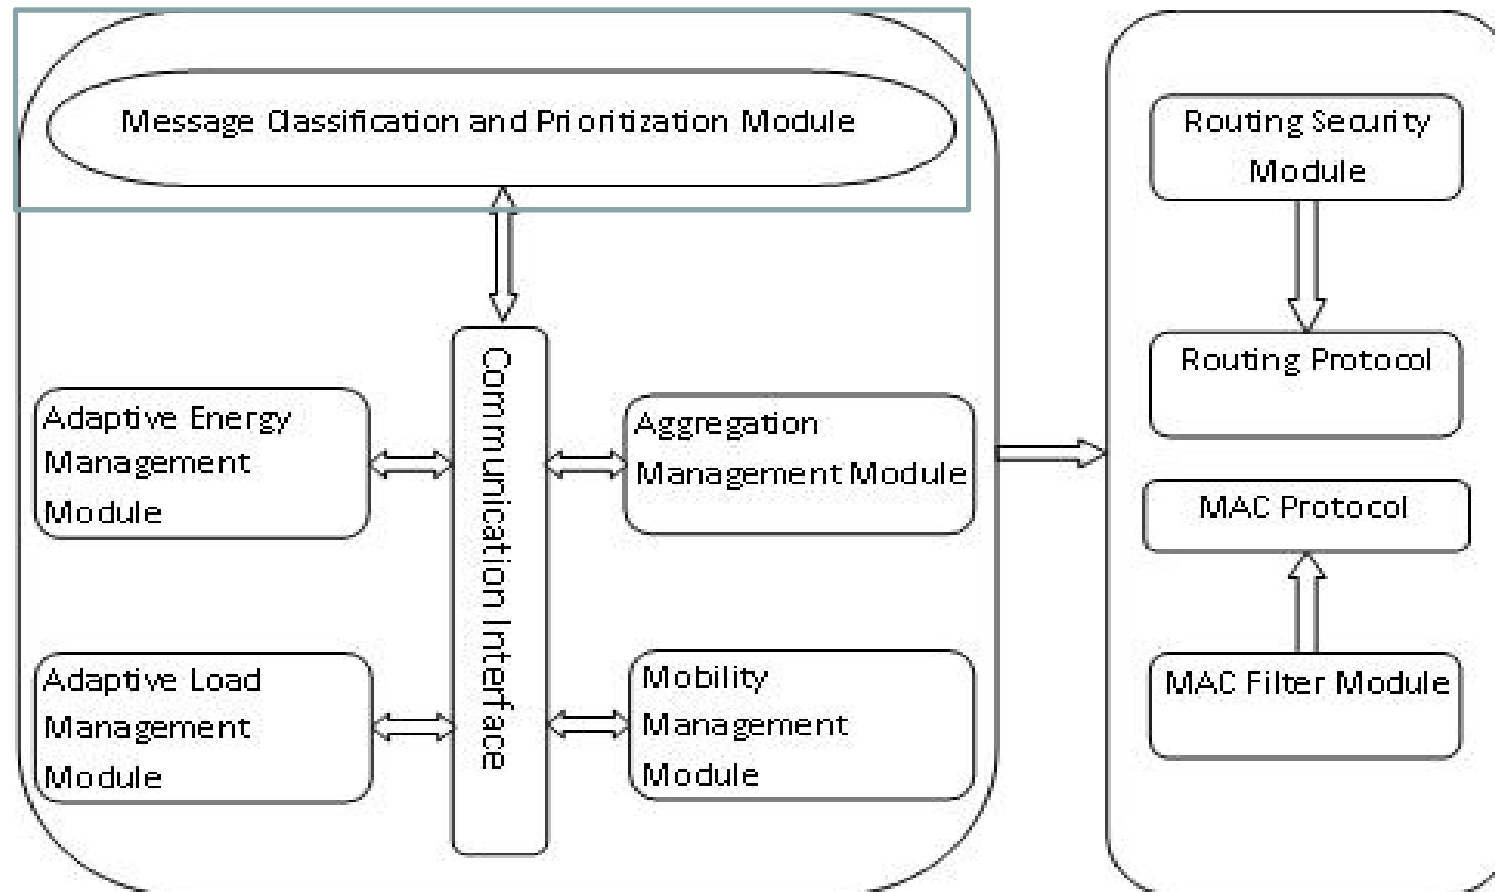 Message Classification and Prioritization Module
Routing Security
Module
Communication Interface
Adaptive Energy
Management
Module
Aggregation
Management Module
Routing Protocol
MAC Protocol
Adaptive Load
Management
Module
Mobility
Management
Module
MAC Filter Module